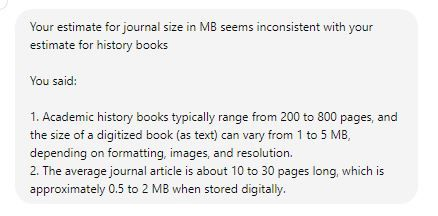 Your estimate for journal size in MB seems inconsistent with your
estimate for history books
You said:
1. Academic history books typically range from 200 to 800 pages, and
the size of a digitized book (as text) can vary from 1 to 5 MB,
depending on formatting, images, and resolution.
2. The average journal article is about 10 to 30 pages long, which is
approximately 0.5 to 2 MB when stored digitally.